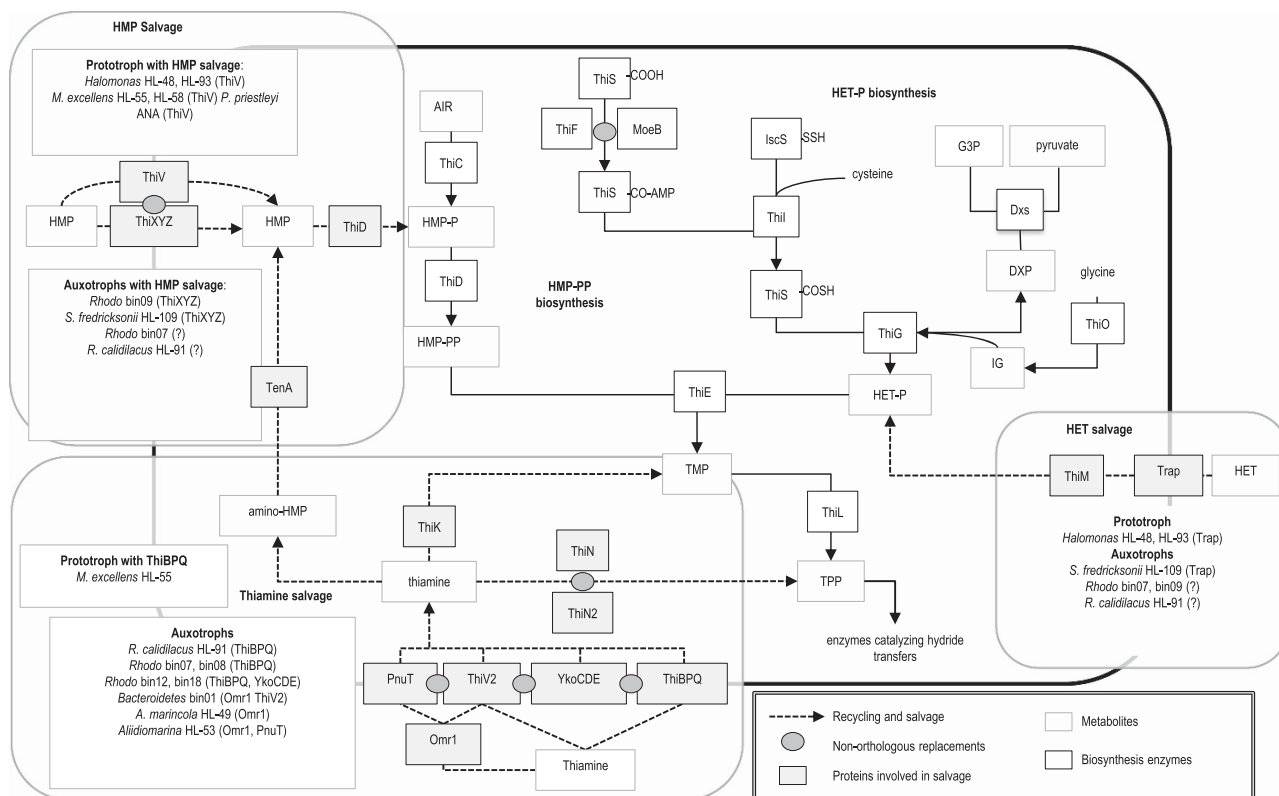 HMP Salvage
Prototroph with HMP salvage:
Halomonas HL-48, HL-93 (ThiV)
M. excellens HL-55, HL-58 (ThiV) P. priestleyi
ANA (ThiV)
ThiV
HMP
ThiXYZ
HMP
ThiD
Auxotrophs with HMP salvage:
Rhodo bin09 (ThiXYZ)
S. fredricksonii HL-109 (ThiXYZ)
Rhodo bin07 (?)
R. calidilacus HL-91 (?)
TenA
AIR
ThiC
HMP-P
ThiD
HMP-PP
HMP-PP
biosynthesis
ThiS
-COOH
ThiF
MoeB
ThiS
-CO-AMP
HET-P biosynthesis
IscS
-SSH
cysteine
ThiI
ThiS
-COSH
G3P
pyruvate
Dxs
DXP
glycine
ThiO
ThiG
IG
ThiE
HET-P
HET salvage
ThiM
Trap
HET
Prototroph
Halomonas HL-48, HL-93 (Trap)
Auxotrophs
S. fredricksonii HL-109 (Trap)
Rhodo bin07, bin09 (?)
R. calidilacus HL-91 (?)
TMP
ThiL
TPP
enzymes catalyzing hydride
transfers
amino-HMP
ThiK
ThiN
thiamine
ThiN2
Thiamine salvage
Prototroph with ThiBPQ
M. excellens HL-55
Auxotrophs
R. calidilacus HL-91 (ThiBPQ)
Rhodo bin07, bin08 (ThiBPQ)
Rhodo bin12, bin18 (ThiBPQ, YkoCDE)
Bacteroidetes bin01 (Omr1 ThiV2)
A. marincola HL-49 (Omr1)
Aliidiomarina HL-53 (Omr1, PnuT)
PnuT
ThiV2
YkoCDE
ThiBPQ
Omr1
Thiamine
Recycling and salvage
Non-orthologous replacements
Proteins involved in salvage
Metabolites
Biosynthesis enzymes